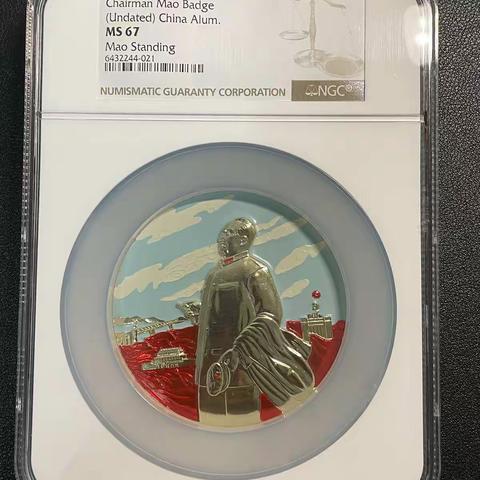 Chairman Mao Badge
(Undated) China Alum.
MS 67
Mao Standing
6432244-021
NUMISMATIC GUARANTY CORPORATION
NGC®